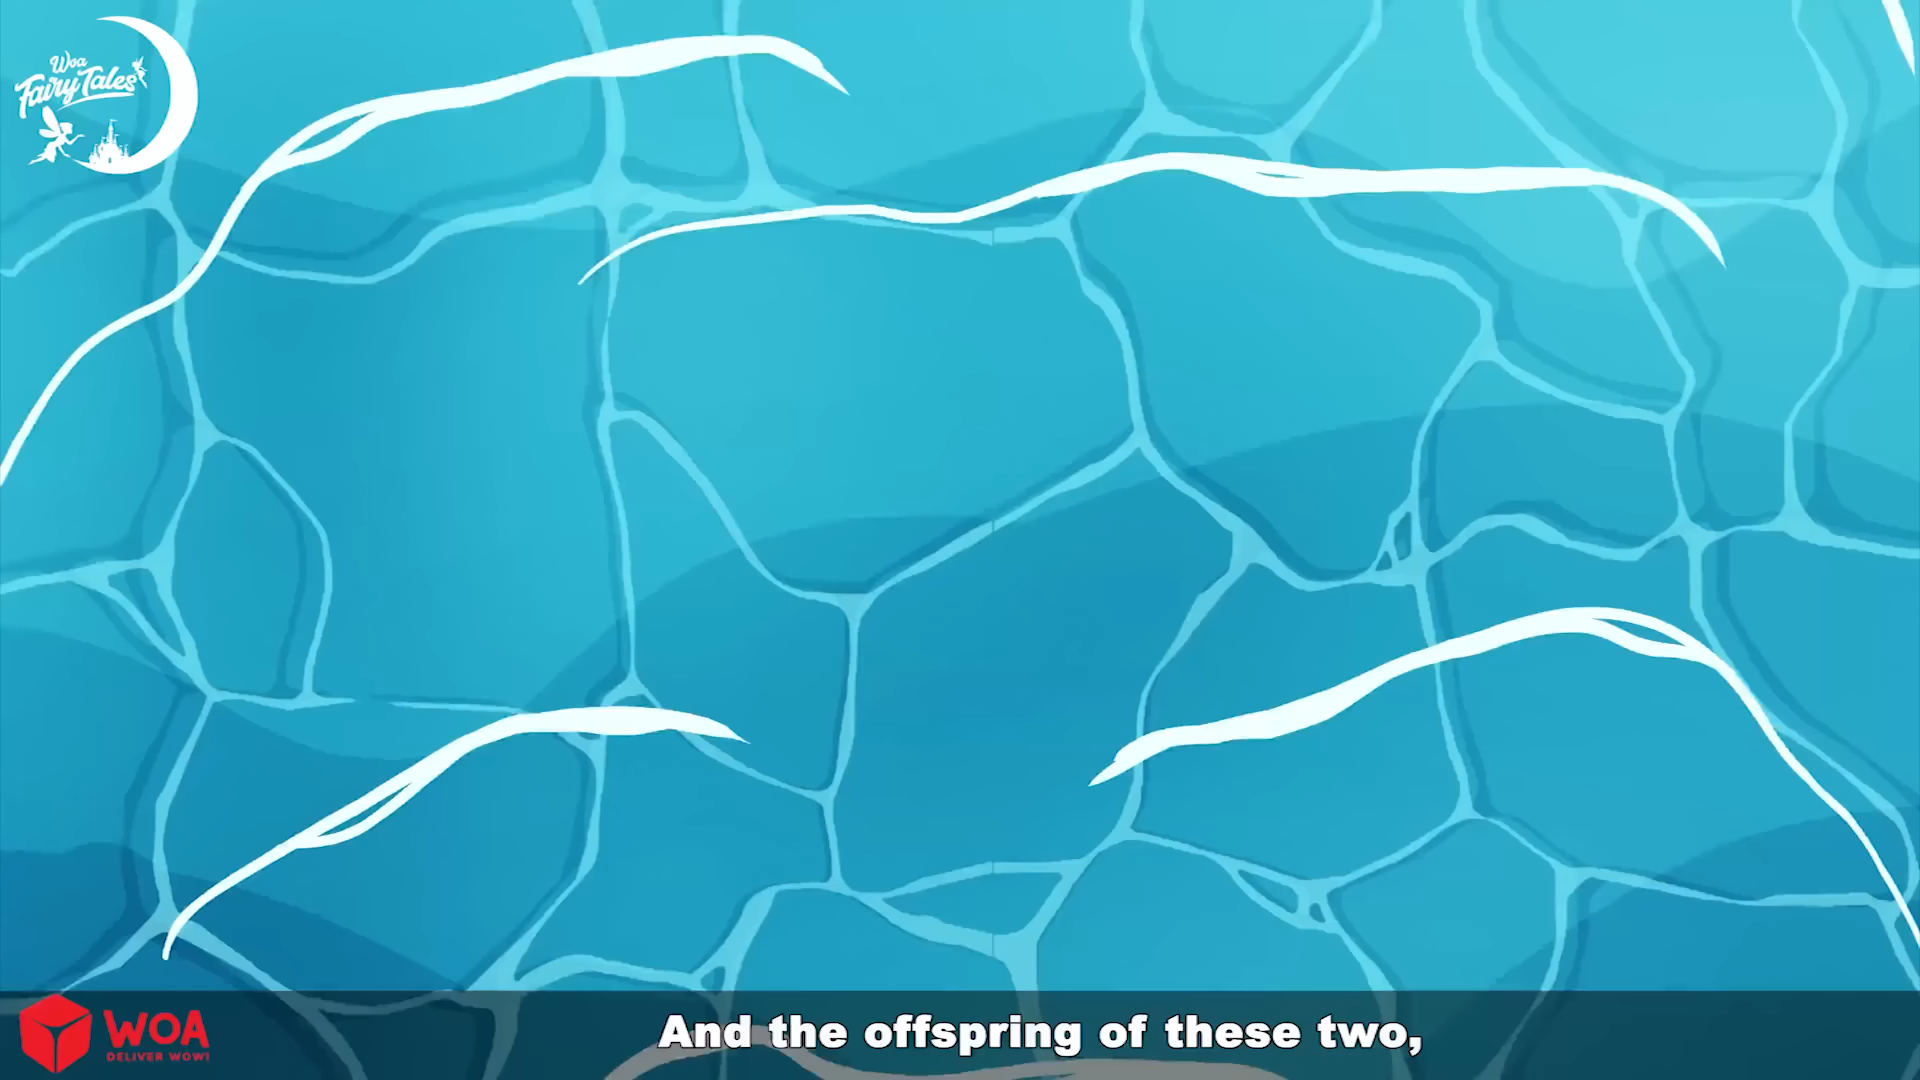 Woa
Fairy Tales
WOA
DELIVER WOW!
And the offspring of these two,